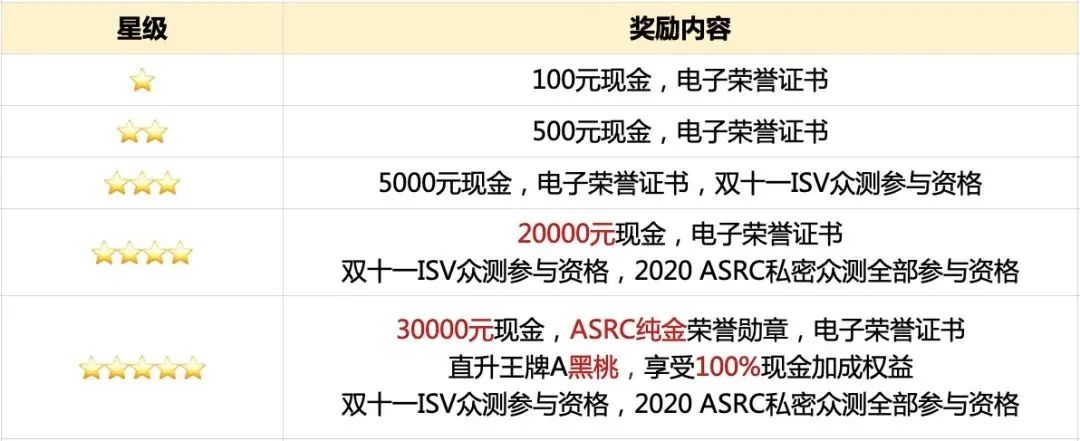 星级 奖励内容
⭐ 100元现金，电子荣誉证书
⭐⭐ 500元现金，电子荣誉证书
⭐⭐⭐ 5000元现金，电子荣誉证书，双十一ISV众测参与资格
⭐⭐⭐⭐ 20000元现金，电子荣誉证书
双十一ISV众测参与资格，2020 ASRC私密众测全部参与资格
⭐⭐⭐⭐⭐ 30000元现金，ASRC纯金荣誉勋章，电子荣誉证书
直升王牌A黑桃，享受100%现金加成权益
双十一ISV众测参与资格，2020 ASRC私密众测全部参与资格